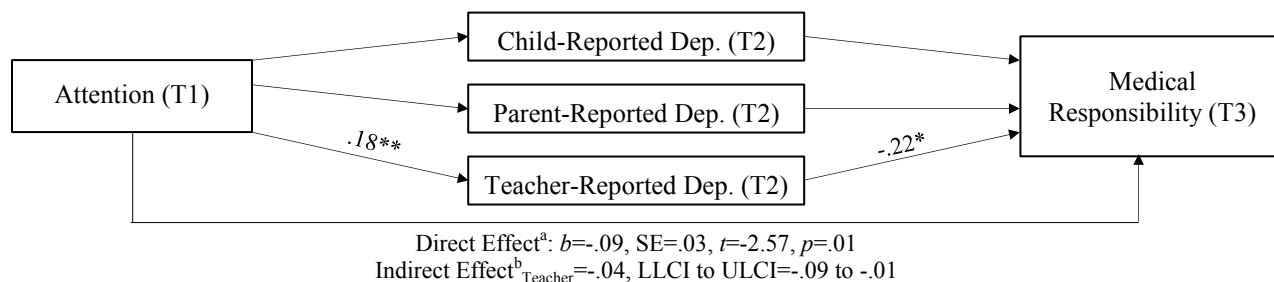 Child-Reported Dep. (T2)
Attention (T1)
Parent-Reported Dep. (T2)
Medical
Responsibility (T3)
.18**
-.22*
Teacher-Reported Dep. (T2)
Direct Effectᵃ: b=-.09, SE=.03, t=-2.57, p=.01
Indirect Effectᵇ_Teacher=-.04, LLCI to ULCI=-.09 to -.01